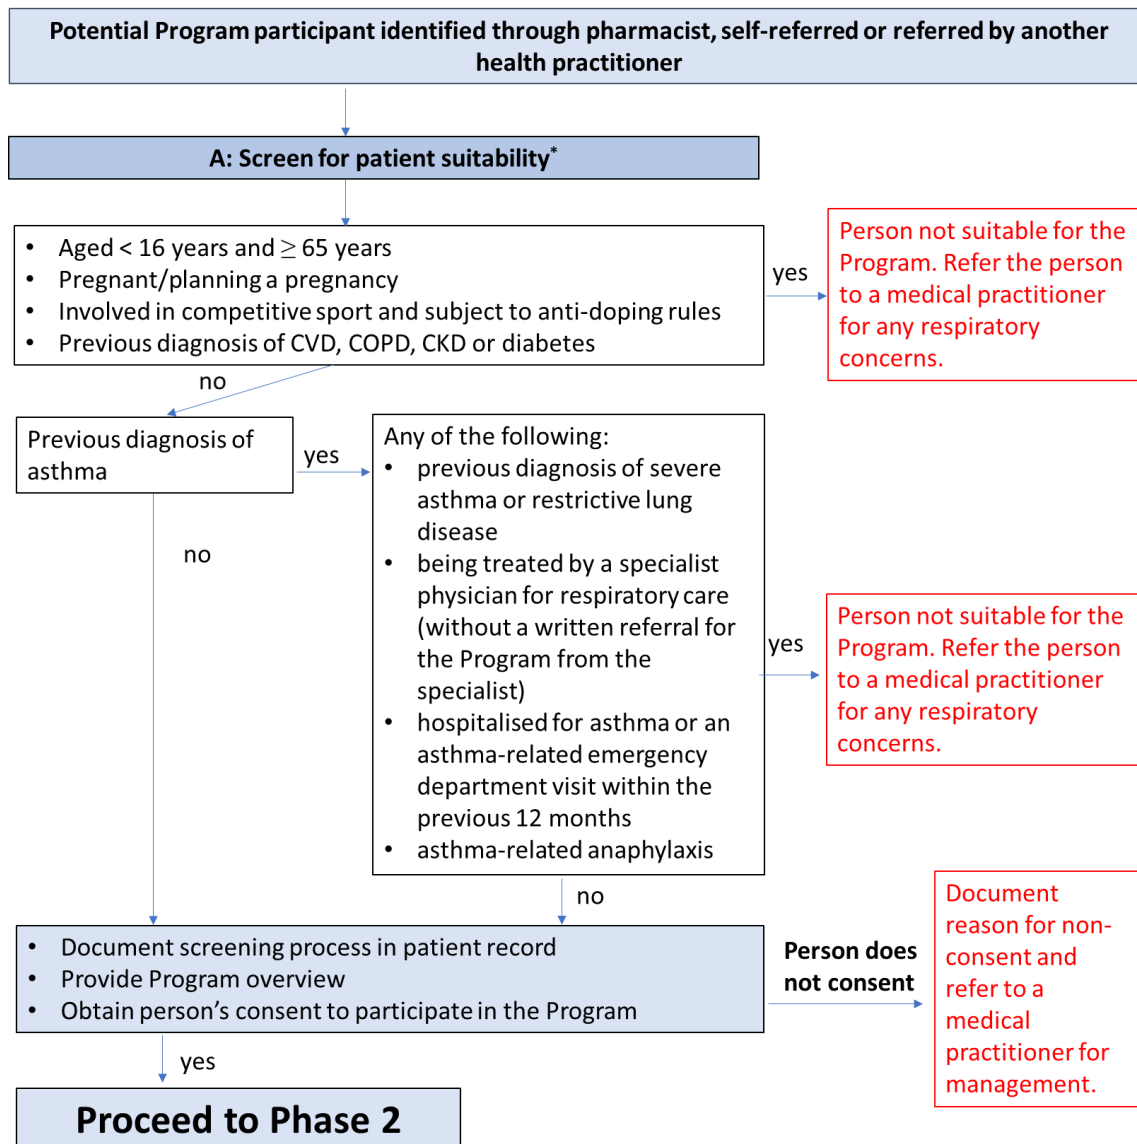 Potential Program participant identified through pharmacist, self-referred or referred by another
health practitioner
A: Screen for patient suitability*
• Aged < 16 years and ≥ 65 years
• Pregnant/planning a pregnancy
• Involved in competitive sport and subject to anti-doping rules
• Previous diagnosis of CVD, COPD, CKD or diabetes
yes
Person not suitable for the
Program. Refer the person
to a medical practitioner
for any respiratory
concerns.
no
Previous diagnosis of
asthma
yes
Any of the following:
• previous diagnosis of severe
asthma or restrictive lung
disease
• being treated by a specialist
physician for respiratory care
(without a written referral for
the Program from the
specialist)
• hospitalised for asthma or an
asthma-related emergency
department visit within the
previous 12 months
• asthma-related anaphylaxis
no
yes
Person not suitable for the
Program. Refer the person
to a medical practitioner
for any respiratory
concerns.
no
• Document screening process in patient record
• Provide Program overview
• Obtain person's consent to participate in the Program
Person does
not consent
Document
reason for non-
consent and
refer to a
medical
practitioner for
management.
yes
Proceed to Phase 2